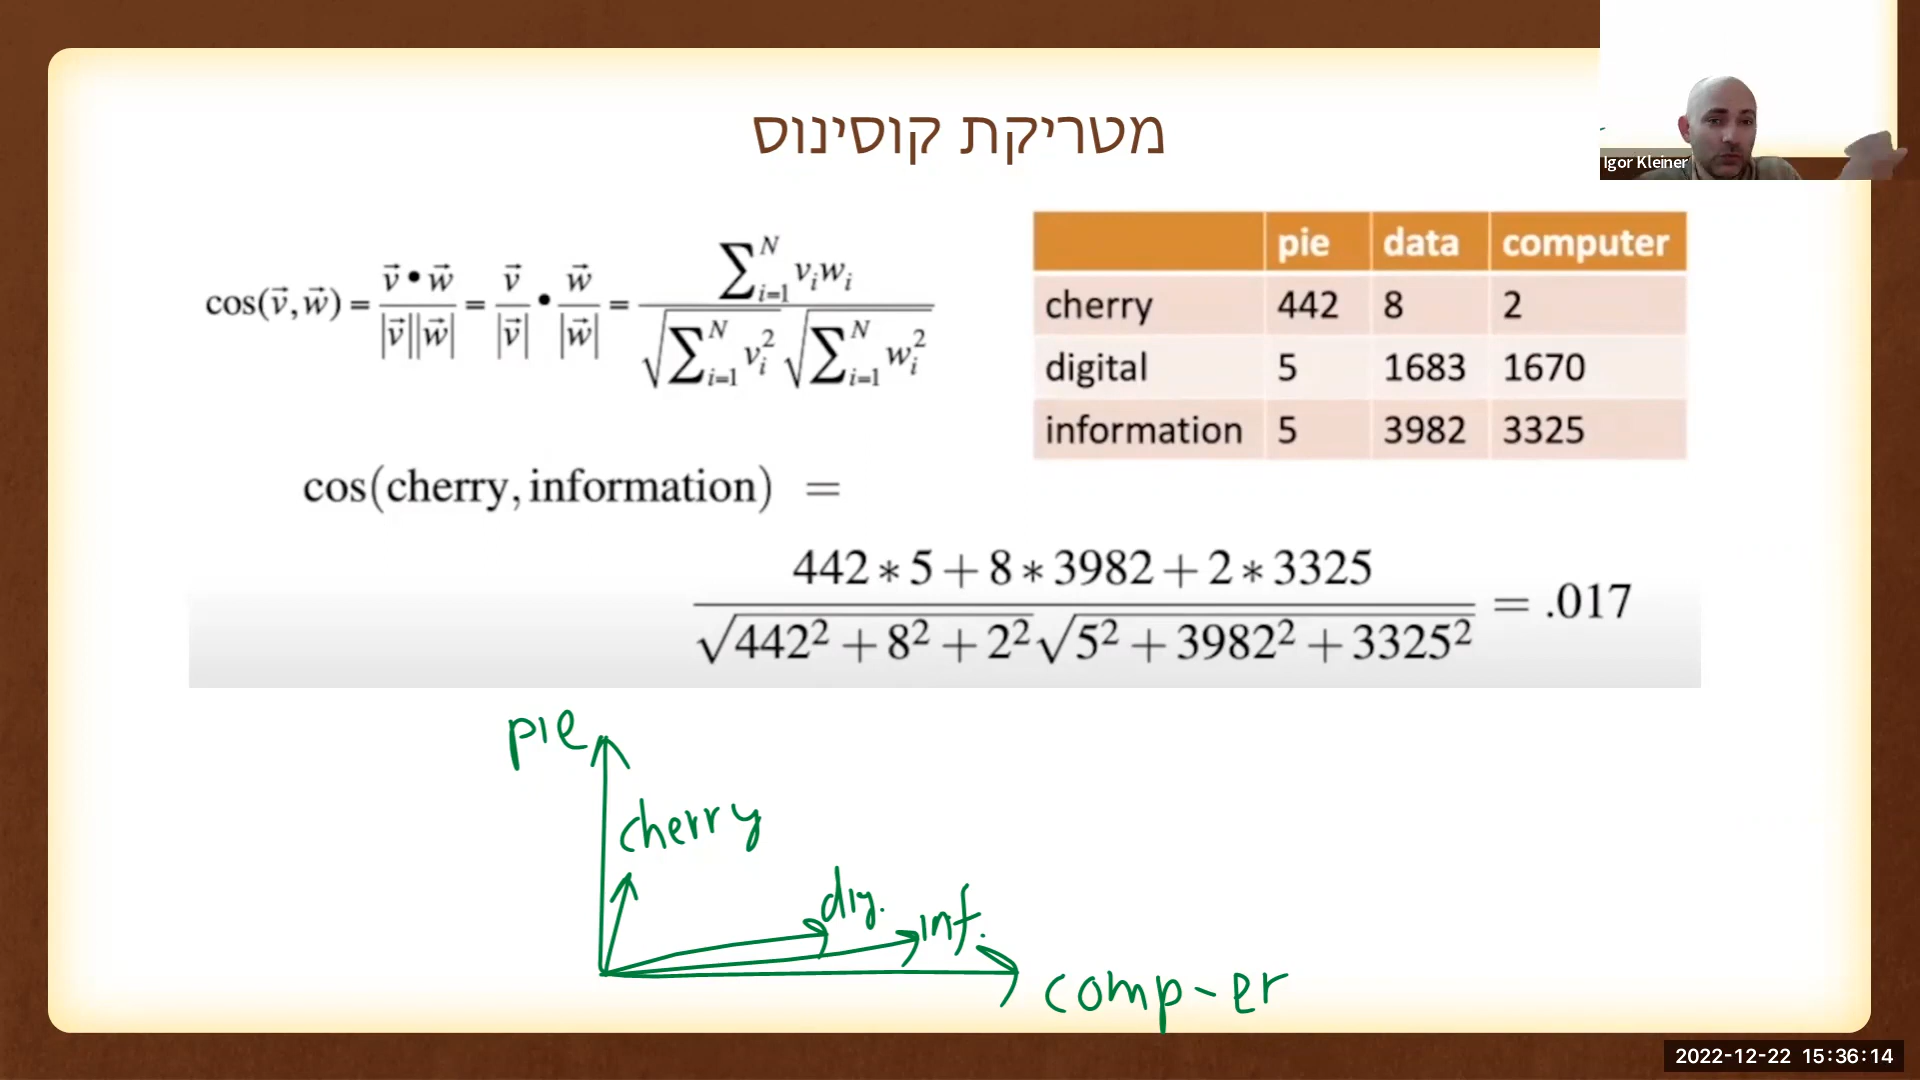 Igor Kleiner
מטריקת קוסינוס
cos(v⃗, w⃗) = v⃗ • w⃗ / |v⃗||w⃗| = v⃗ / |v⃗| • w⃗ / |w⃗| = ∑ᵢ₌₁ᴺ vᵢwᵢ / √∑ᵢ₌₁ᴺ vᵢ² √∑ᵢ₌₁ᴺ wᵢ²
pie data computer
cherry 442 8 2
digital 5 1683 1670
information 5 3982 3325
cos(cherry, information) =
442 * 5 + 8 * 3982 + 2 * 3325 / √442² + 8² + 2² √5² + 3982² + 3325² = .017
pie
cherry
dig.
inf.
comp-er
2022-12-22 15:36:14